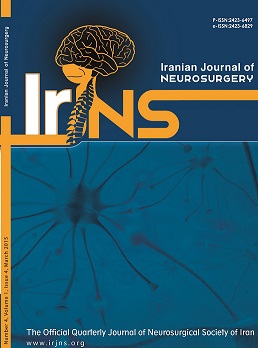 P-ISSN:2423-6497
e-ISSN:2423-6829
Iranian Journal of
NEUROSURGERY
IrJNS
Iranian Journal of Neurosurgery
Number 4, Volume 1, Issue 4, March 2015
The Official Quarterly Journal of Neurosurgical Society of Iran
www.irjns.org